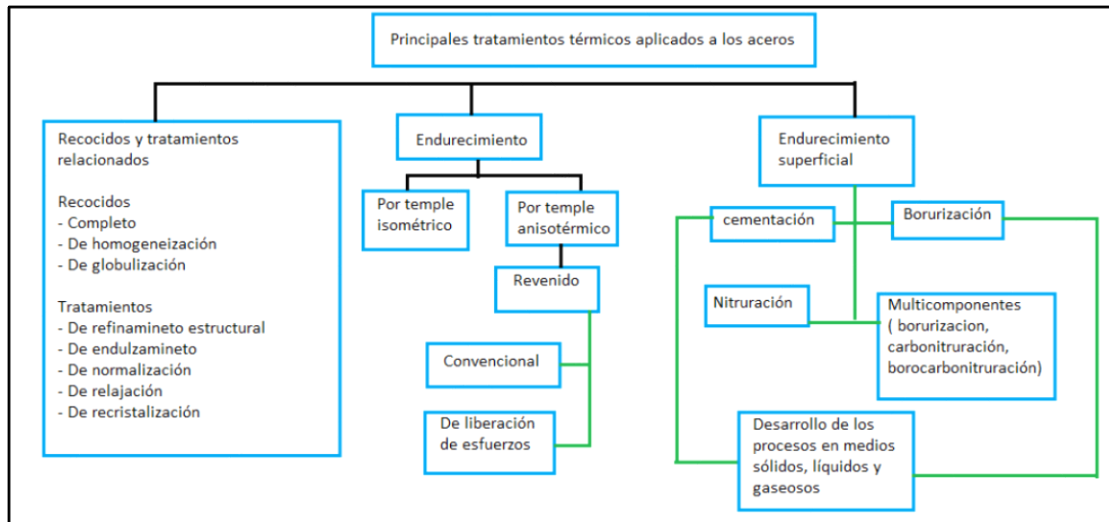 Principales tratamientos térmicos aplicados a los aceros
Recocidos y tratamientos
relacionados
Recocidos
- Completo
- De homogeneización
- De globulización
Tratamientos
- De refinamineto estructural
- De endulzamineto
- De normalización
- De relajación
- De recristalización
Endurecimiento
Por temple
isométrico
Por temple
anisotérmico
Revenido
Convencional
De liberación
de esfuerzos
Endurecimiento
superficial
cementación
Borurización
Nitruración
Multicomponentes
( borurizacion,
carbonitruración,
borocarbonitruración)
Desarrollo de los
procesos en medios
sólidos, líquidos y
gaseosos